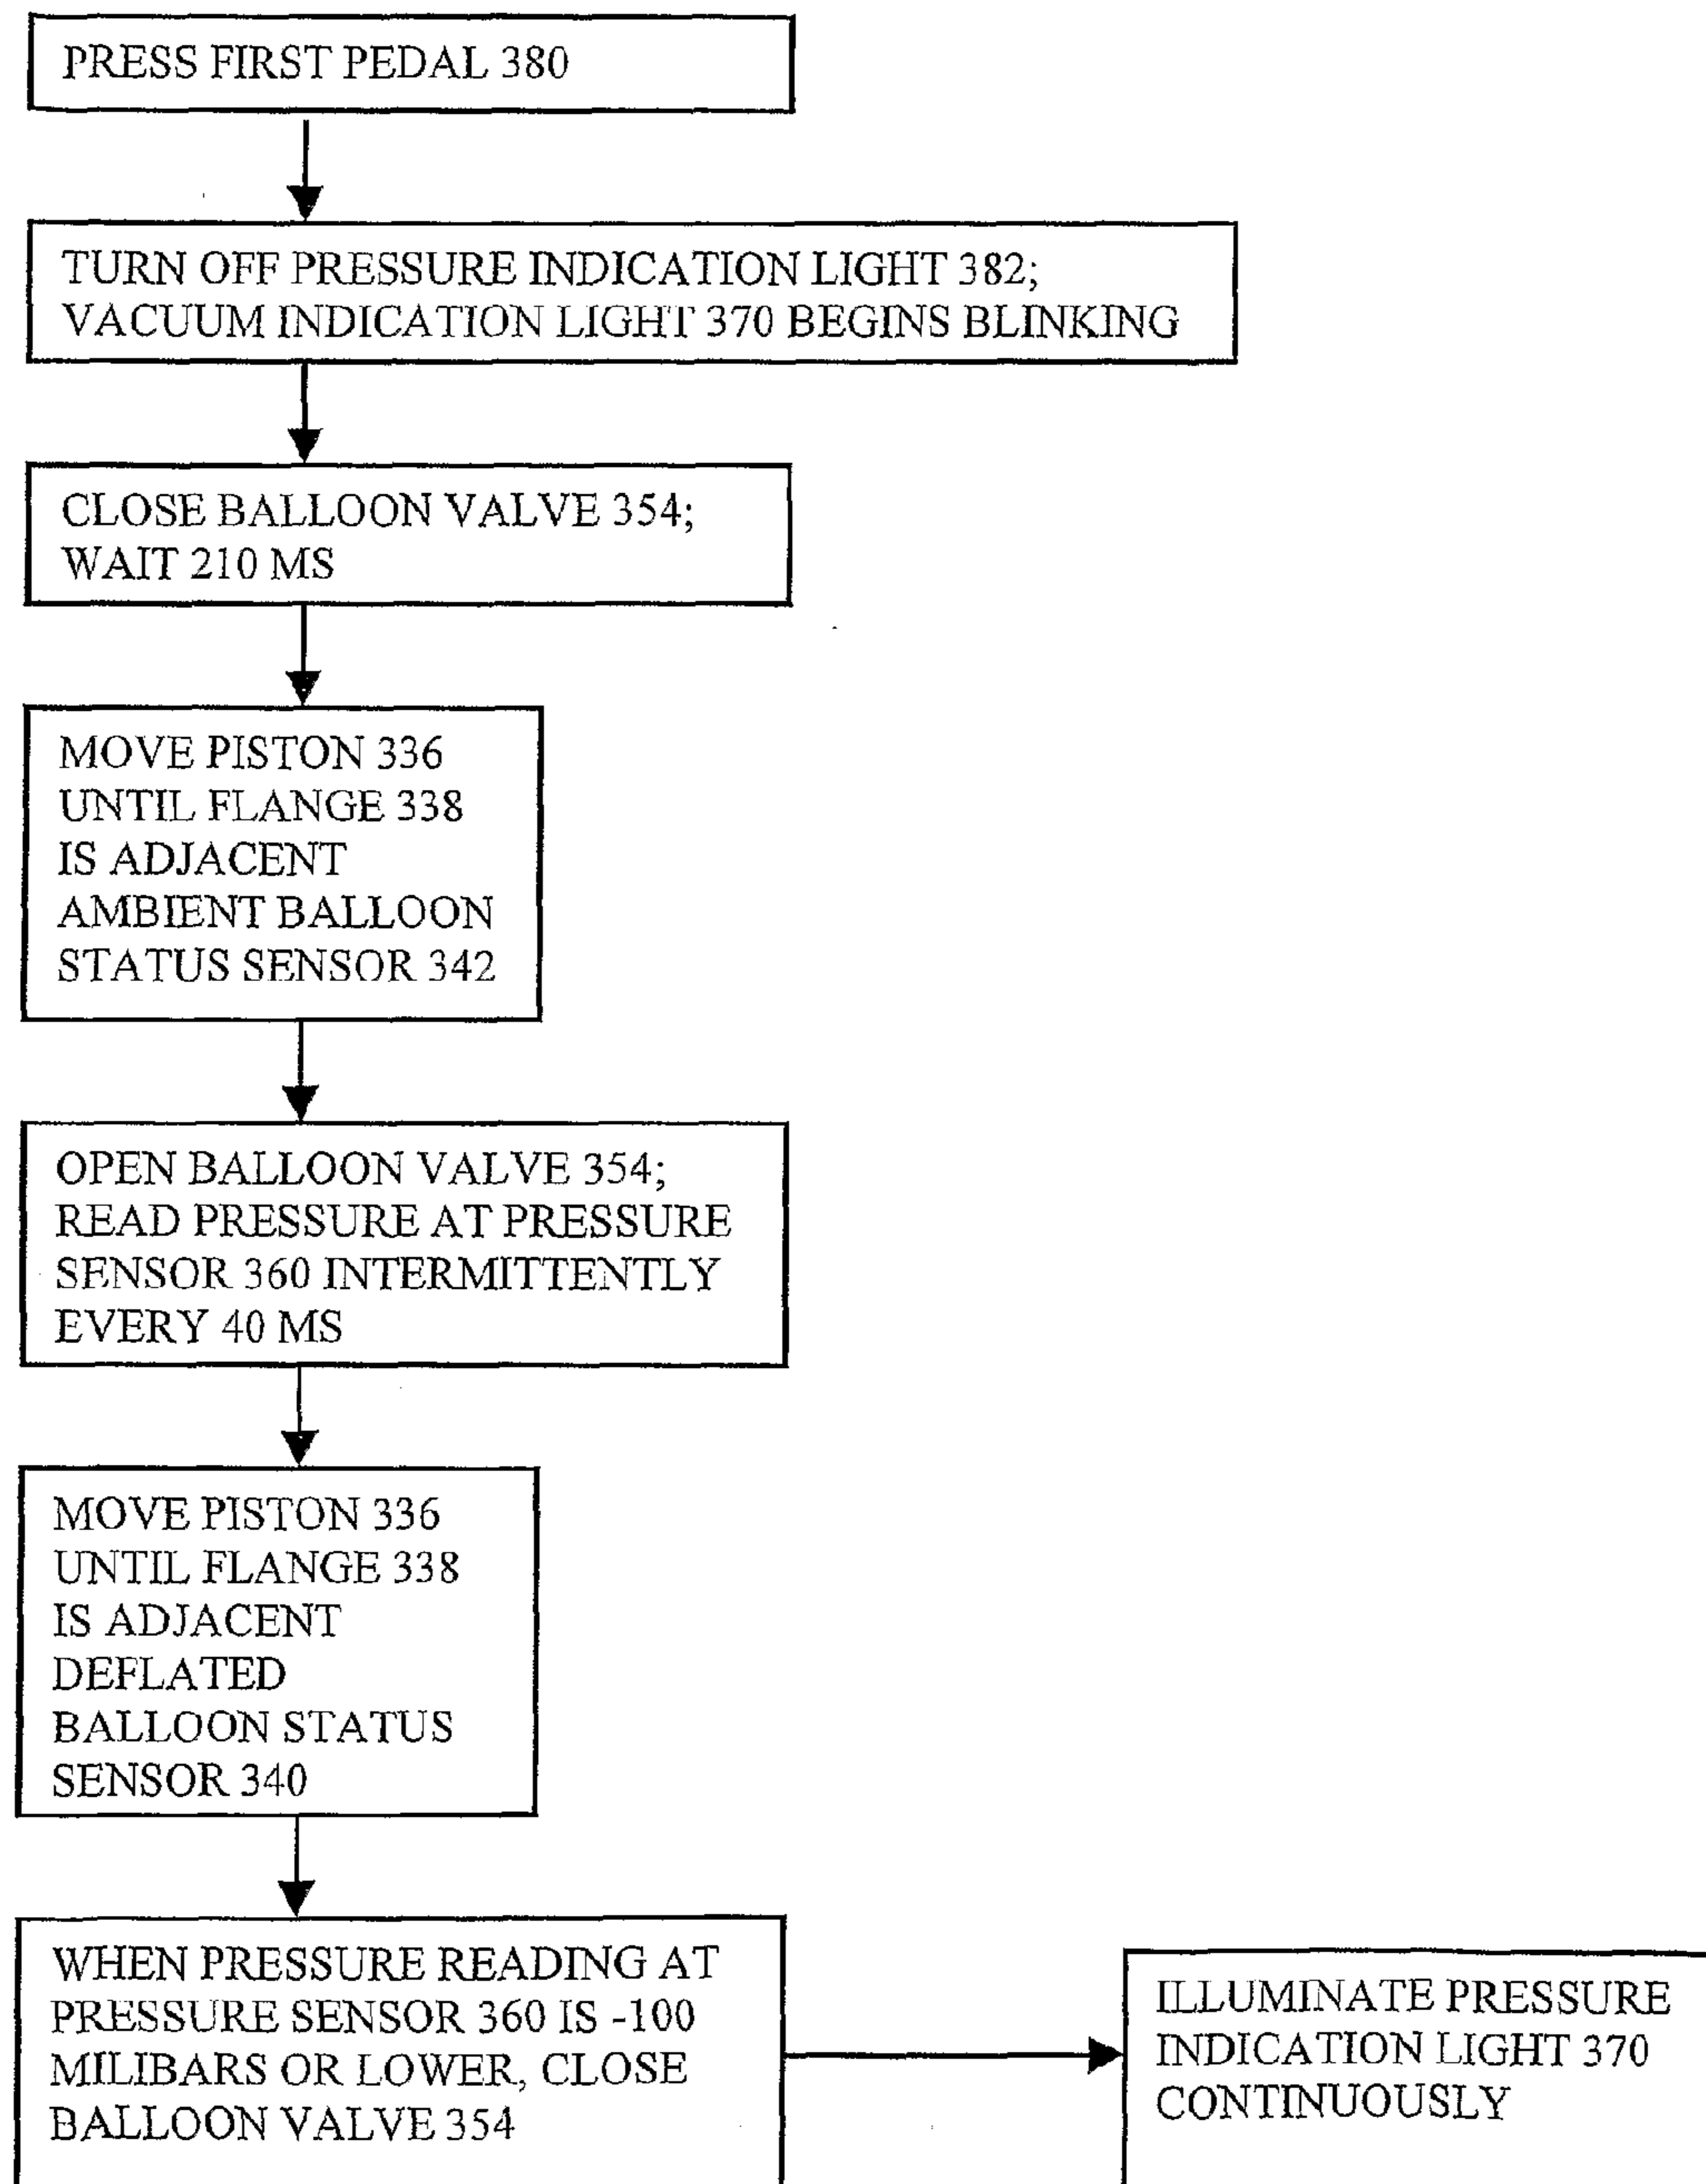 PRESS FIRST PEDAL 380
TURN OFF PRESSURE INDICATION LIGHT 382;
VACUUM INDICATION LIGHT 370 BEGINS BLINKING
CLOSE BALLOON VALVE 354;
WAIT 210 MS
MOVE PISTON 336
UNTIL FLANGE 338
IS ADJACENT
AMBIENT BALLOON
STATUS SENSOR 342
OPEN BALLOON VALVE 354;
READ PRESSURE AT PRESSURE
SENSOR 360 INTERMITTENTLY
EVERY 40 MS
MOVE PISTON 336
UNTIL FLANGE 338
IS ADJACENT
DEFLATED
BALLOON STATUS
SENSOR 340
WHEN PRESSURE READING AT
PRESSURE SENSOR 360 IS -100
MILIBARS OR LOWER, CLOSE
BALLOON VALVE 354
ILLUMINATE PRESSURE
INDICATION LIGHT 370
CONTINUOUSLY